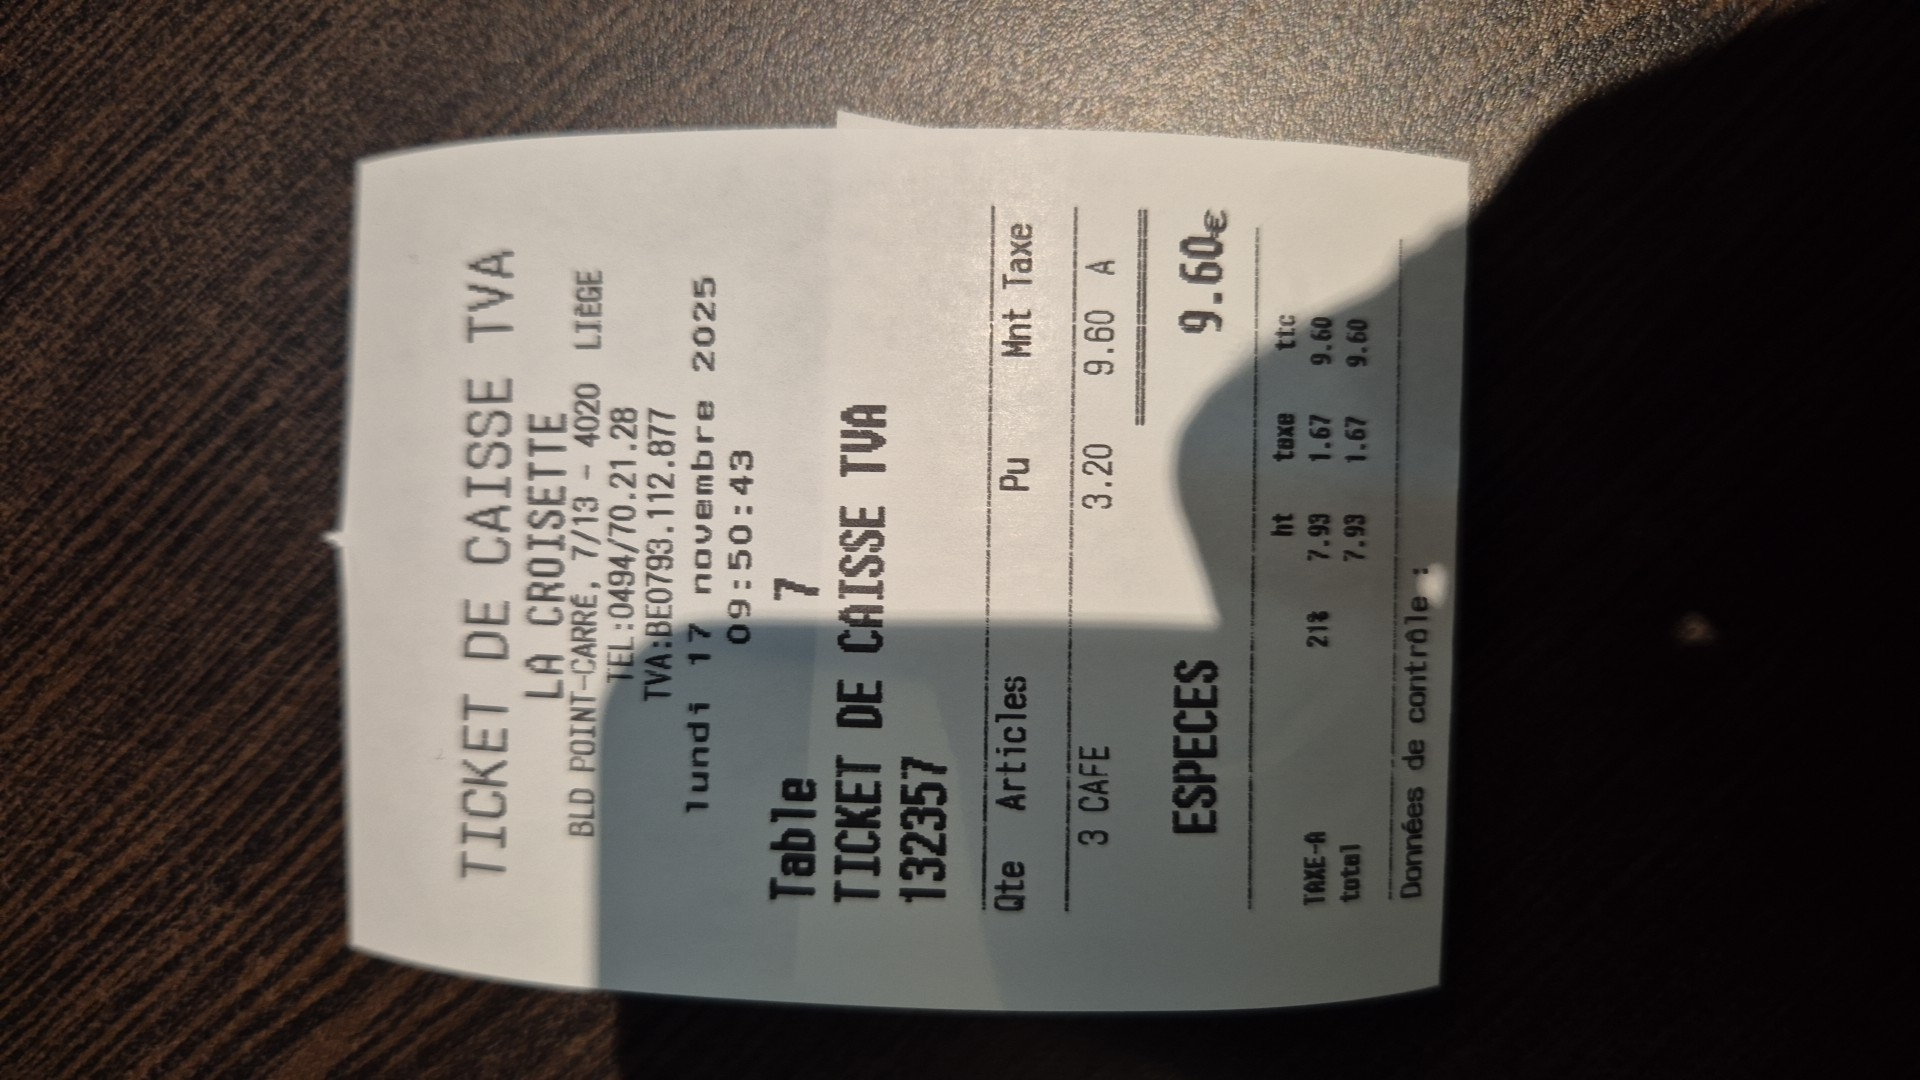 TICKET DE CAISSE TVA
LA CROISETTE
BLD POINT-CARRÉ, 7/13 - 4020 LIÈGE
TEL:0494/70.21.28
TVA:BE0793.112.877
lundi 17 novembre 2025
09:50:43
Table 7
TICKET DE CAISSE TVA
132357
Qte Articles Pu Mnt Taxe
3 CAFE 3.20 9.60 A
ESPECES 9.60€
ht taxe ttc
TAXE-A 21% 7.93 1.67 9.60
total 7.93 1.67 9.60
Données de contrôle :